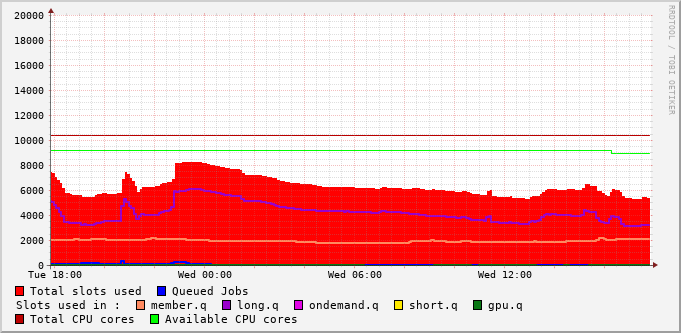 20000
18000
16000
14000
12000
10000
8000
6000
4000
2000
0
Tue 18:00 Wed 00:00 Wed 06:00 Wed 12:00
Total slots used Queued Jobs
Slots used in : member.q long.q ondemand.q short.q gpu.q
Total CPU cores Available CPU cores
RRDTOOL / TOBI OETIKER